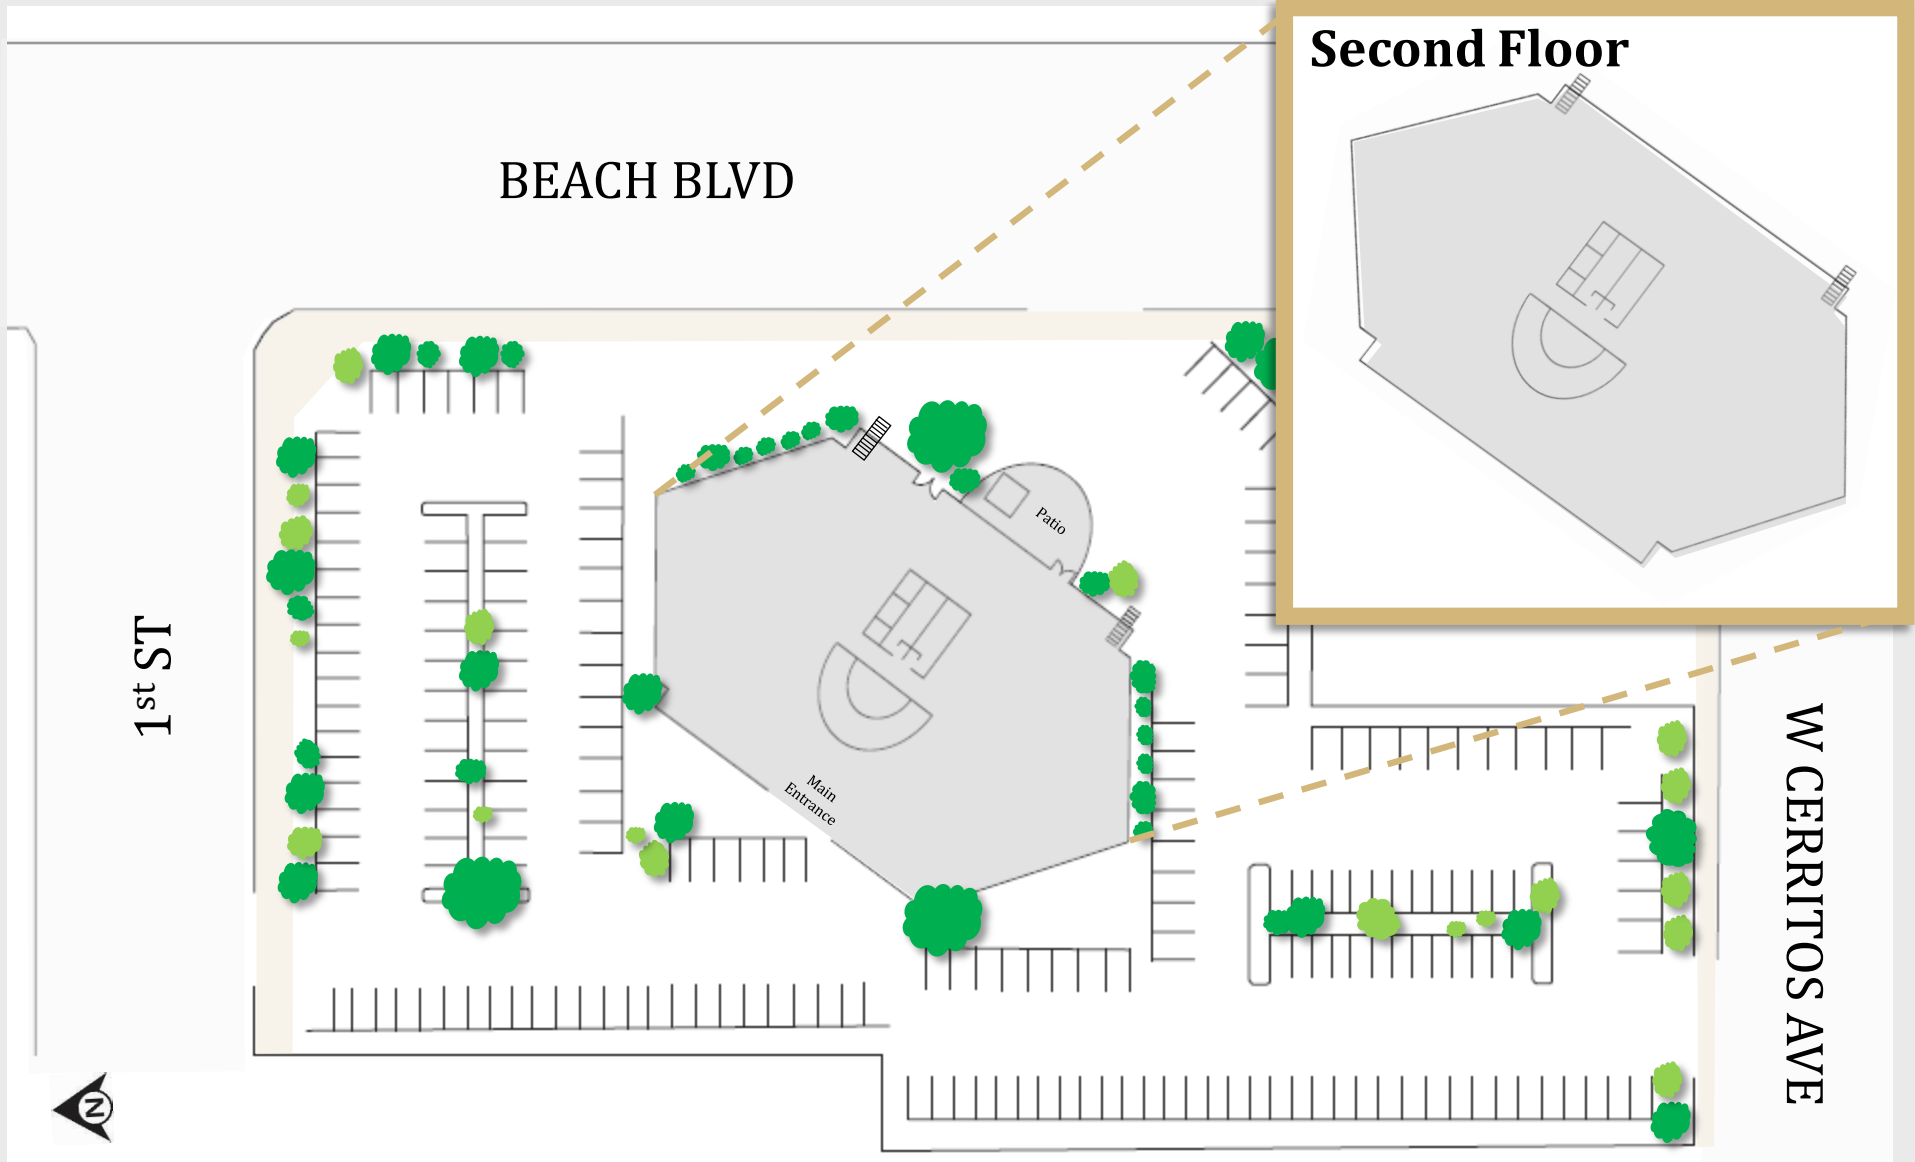 Second Floor
BEACH BLVD
1st ST
Patio
Main
Entrance
W CERRITOS AVE
N